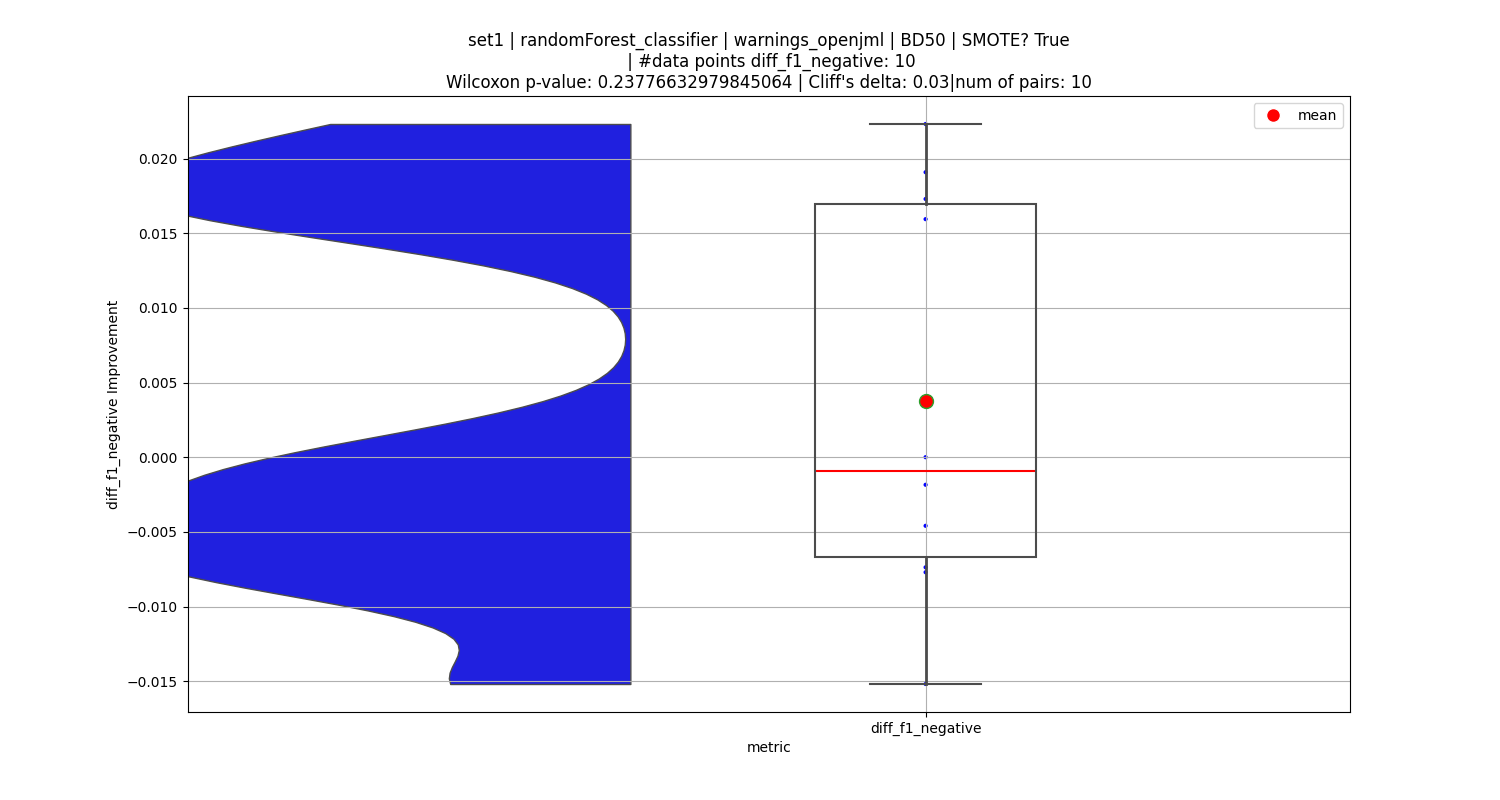 set1 | randomForest_classifier | warnings_openjml | BD50 | SMOTE? True
| #data points diff_f1_negative: 10
Wilcoxon p-value: 0.23776632979845064 | Cliff's delta: 0.03|num of pairs: 10
mean
0.020
0.015
0.010
0.005
0.000
−0.005
−0.010
−0.015
diff_f1_negative Improvement
diff_f1_negative
metric